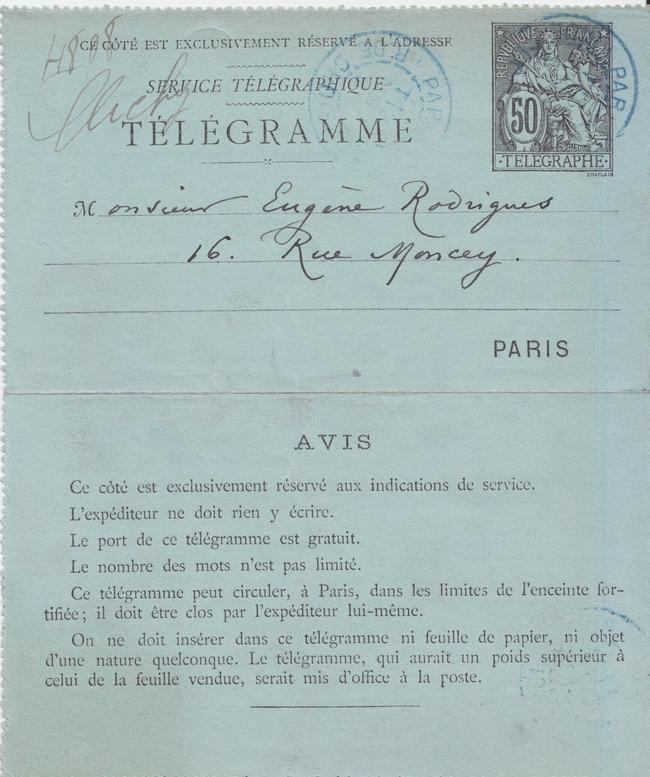 CE CÔTÉ EST EXCLUSIVEMENT RÉSERVÉ A L'ADRESSE
SERVICE TÉLÉGRAPHIQUE
TÉLÉGRAMME
RÉPUBLIQUE FRANÇAISE
50
TELEGRAPHE
CHAPLAIN
PAR
PAR
Clichy
Monsieur Eugène Rodrigues
16. Rue Moncey.
PARIS
AVIS
Ce côté est exclusivement réservé aux indications de service.
L'expéditeur ne doit rien y écrire.
Le port de ce télégramme est gratuit.
Le nombre des mots n'est pas limité.
Ce télégramme peut circuler, à Paris, dans les limites de l'enceinte for-
tifiée; il doit être clos par l'expéditeur lui-même.
On ne doit insérer dans ce télégramme ni feuille de papier, ni objet
d'une nature quelconque. Le télégramme, qui aurait un poids supérieur à
celui de la feuille vendue, serait mis d'office à la poste.